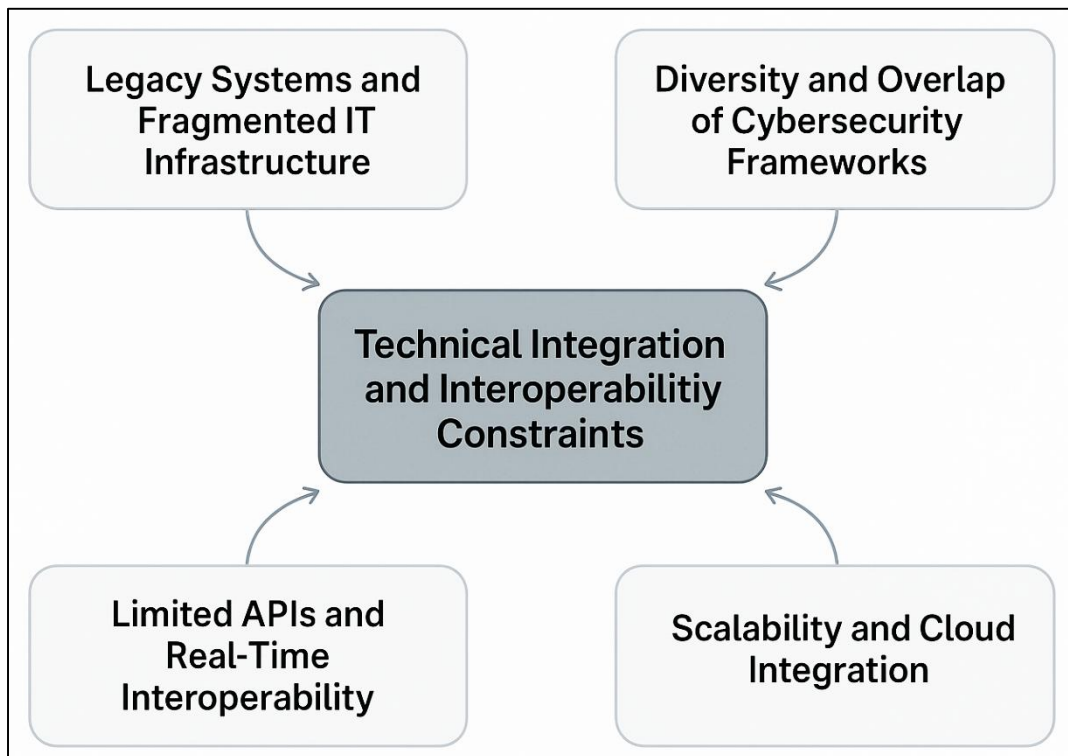 Legacy Systems and
Fragmented IT
Infrastructure
Diversity and Overlap
of Cybersecurity
Frameworks
Technical Integration
and Interoperabilitiy
Constraints
Limited APIs and
Real-Time
Interoperability
Scalability and Cloud
Integration